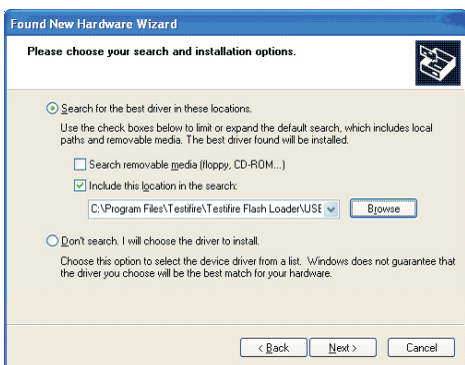 Found New Hardware Wizard
Please choose your search and installation options.
Search for the best driver in these locations.
Use the check boxes below to limit or expand the default search, which includes local
paths and removable media. The best driver found will be installed.
Search removable media (floppy, CD-ROM...)
Include this location in the search:
C:\Program Files\Testifire\Testifire Flash Loader\USE
Browse
Don't search. I will choose the driver to install.
Choose this option to select the device driver from a list. Windows does not guarantee that
the driver you choose will be the best match for your hardware.
< Back
Next >
Cancel